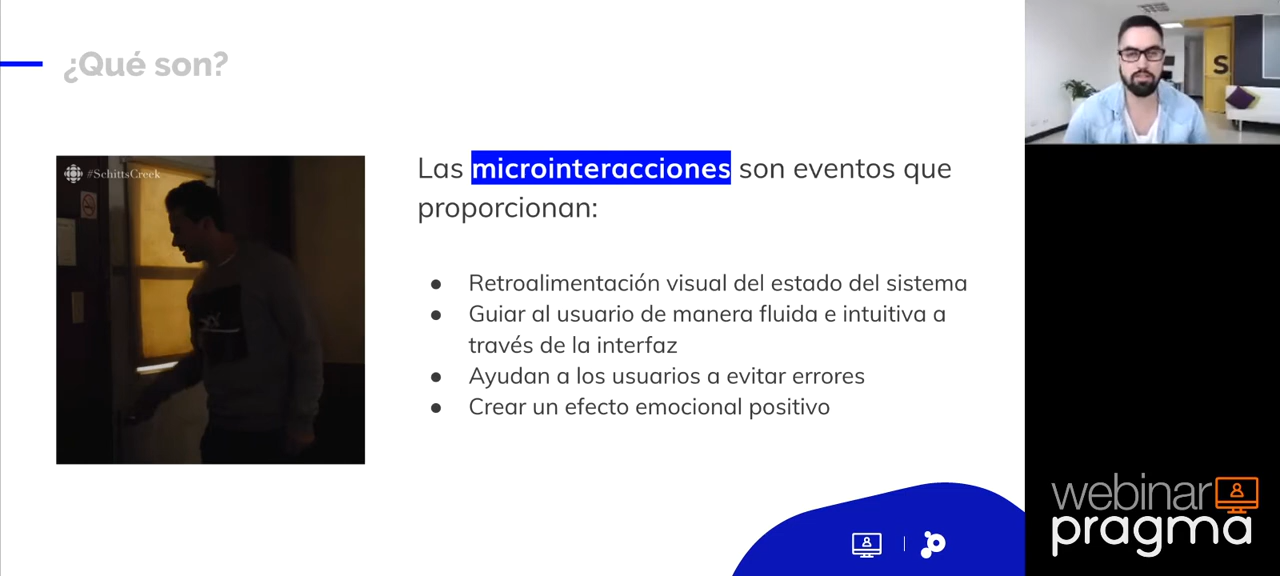 ¿Qué son?
#SchittsCreek
Las microinteracciones son eventos que
proporcionan:
● Retroalimentación visual del estado del sistema
● Guiar al usuario de manera fluida e intuitiva a
través de la interfaz
● Ayudan a los usuarios a evitar errores
● Crear un efecto emocional positivo
S
webinar
pragma